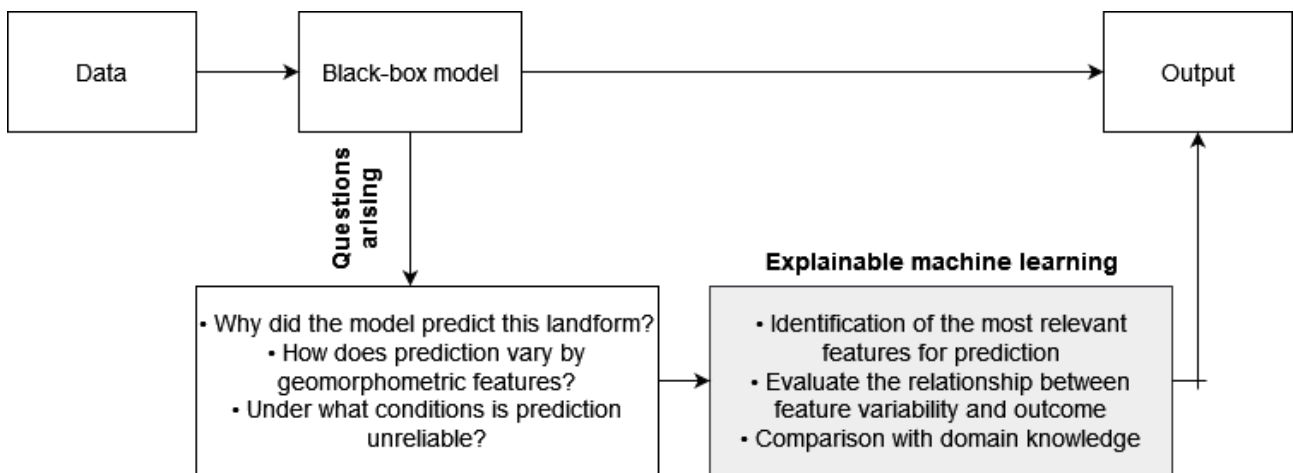 Data
Black-box model
Output
Questions
arising
• Why did the model predict this landform?
• How does prediction vary by
geomorphometric features?
• Under what conditions is prediction
unreliable?
Explainable machine learning
• Identification of the most relevant
features for prediction
• Evaluate the relationship between
feature variability and outcome
• Comparison with domain knowledge